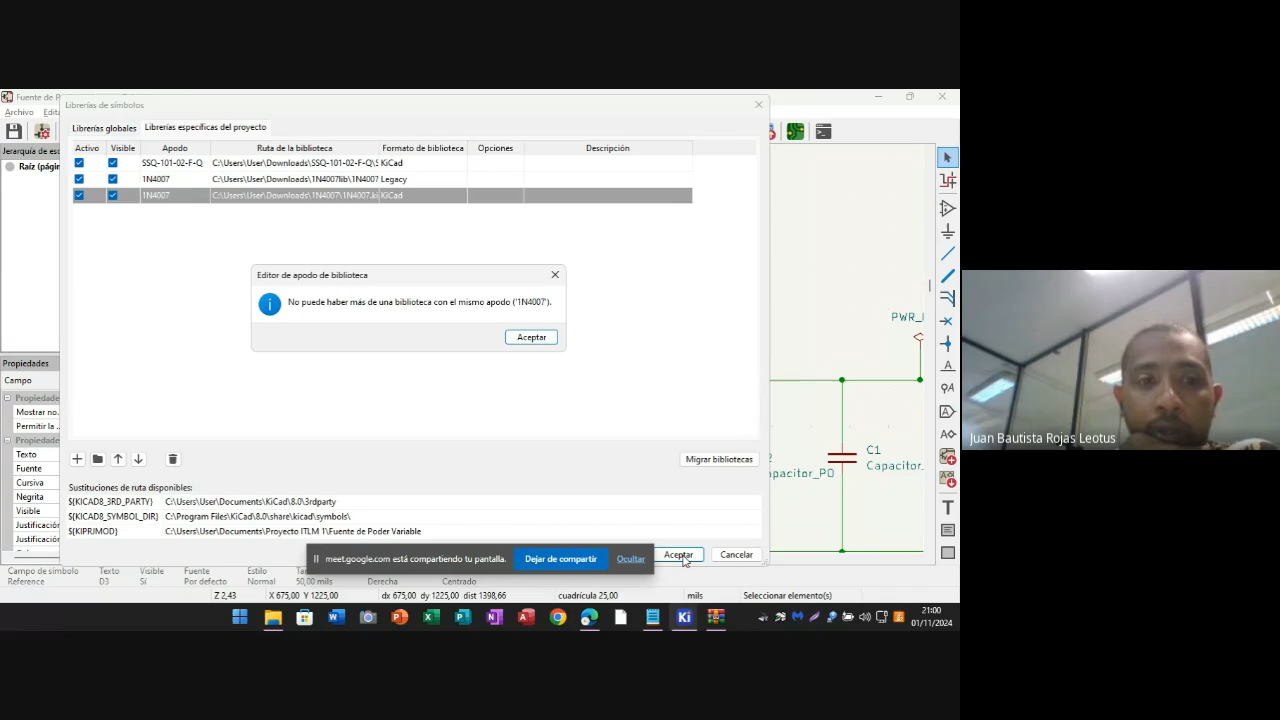 Fuente de P
Librerías de símbolos
Archivo Edit
Librerías globales Librerías específicas del proyecto
Jerarquía de es
Raíz (págin
Activo Visible Apodo Ruta de la biblioteca Formato de biblioteca Opciones Descripción
SSQ-101-02-F-Q C:\Users\User\Downloads\SSQ-101-02-F-Q\S KiCad
1N4007 C:\Users\User\Downloads\1N4007lib\1N4007 Legacy
1N4007 C:\Users\User\Downloads\1N4007\1N4007.ki KiCad
Editor de apodo de biblioteca
No puede haber más de una biblioteca con el mismo apodo ('1N4007').
Aceptar
PWR_
Propiedades
Campo
Propiedades
Mostrar no...
Permitir la ...
Propiedades
Texto
Fuente
Cursiva
Negrita
Visible
Justificación
Justificación
C1
Capacitor_
pacitor_PO
Migrar bibliotecas
Sustituciones de ruta disponibles:
${KICAD8_3RD_PARTY} C:\Users\User\Documents\KiCad\8.0\3rdparty
${KICAD8_SYMBOL_DIR} C:\Program Files\KiCad\8.0\share\kicad\symbols\
${KIPRJMOD} C:\Users\User\Documents\Proyecto ITLM 1\Fuente de Poder Variable
meet.google.com está compartiendo tu pantalla. Dejar de compartir Ocultar
Aceptar Cancelar
Campo de símbolo Texto Visible Fuente Estilo
Reference D3 Sí Por defecto Normal 50,00 mils Derecha Centrado
Z 2,43 X 675,00 Y 1225,00 dx 675,00 dy 1225,00 dist 1398,66 cuadrícula 25,00 mils Seleccionar elemento(s)
21:00
01/11/2024
Juan Bautista Rojas Leotus